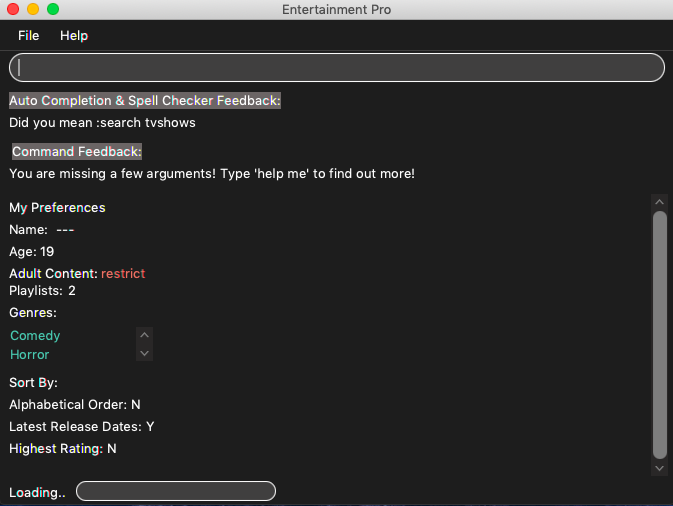 Entertainment Pro
File Help
Auto Completion & Spell Checker Feedback:
Did you mean :search tvshows
Command Feedback:
You are missing a few arguments! Type 'help me' to find out more!
My Preferences
Name: ---
Age: 19
Adult Content: restrict
Playlists: 2
Genres:
Comedy
Horror
Sort By:
Alphabetical Order: N
Latest Release Dates: Y
Highest Rating: N
Loading..